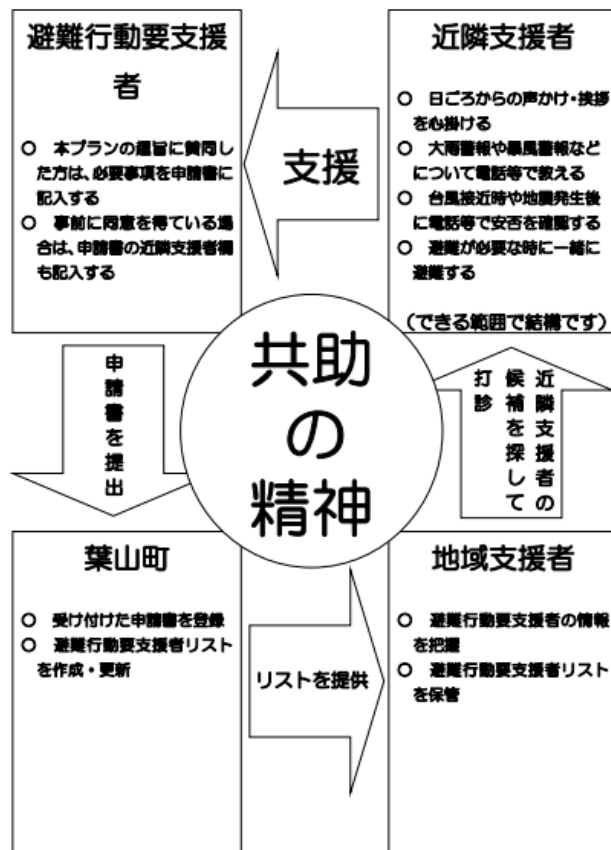 避難行動要支援
者
○　本プランの趣旨に賛同し
た方は、必要事項を申請書に
記入する
○　事前に同意を得ている場
合は、申請書の近隣支援者欄
も記入する
支援
近隣支援者
○　日ごろからの声かけ・挨拶
を心掛ける
○　大雨警報や暴風警報など
について電話等で教える
○　台風接近時や地震発生後
に電話等で安否を確認する
○　避難が必要な時に一緒に
避難する
（できる範囲で結構です）
共助
の
精神
申請書を提出
近隣支援者の
候補を探して
打診
葉山町
○　受け付けた申請書を登録
○　避難行動要支援者リスト
を作成・更新
リストを提供
地域支援者
○　避難行動要支援者の情報
を把握
○　避難行動要支援者リスト
を保管